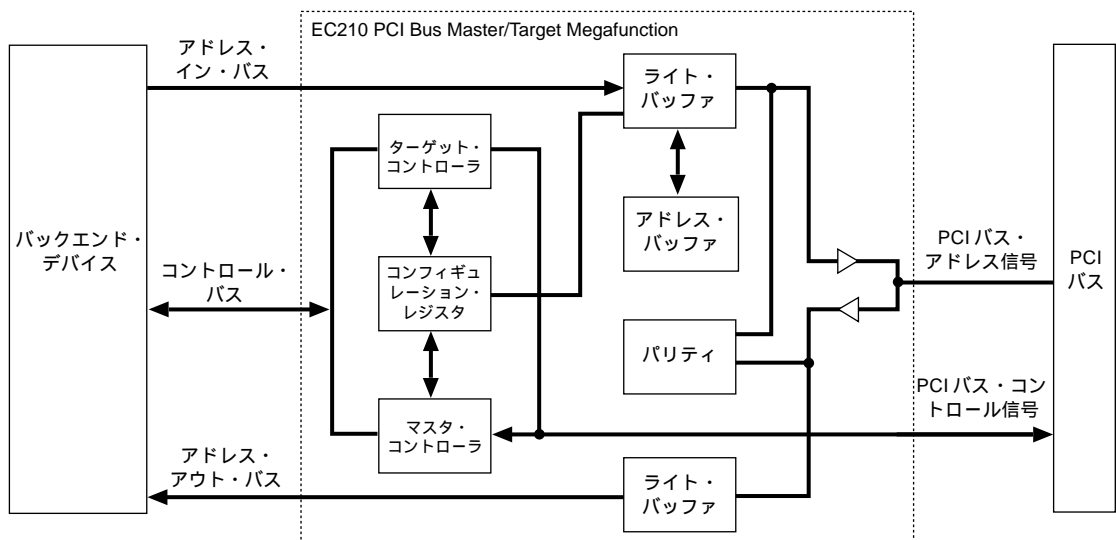 EC210 PCI Bus Master/Target Megafunction
アドレス・
イン・バス
ライト・
バッファ
ターゲット・
コントローラ
アドレス・
バッファ
バックエンド・
デバイス
コントロール・
バス
コンフィギュ
レーション・
レジスタ
PCI バス・
アドレス信号
PCI
バス
パリティ
PCI バス・コン
トロール信号
マスタ・
コントローラ
アドレス・
アウト・バス
ライト・
バッファ